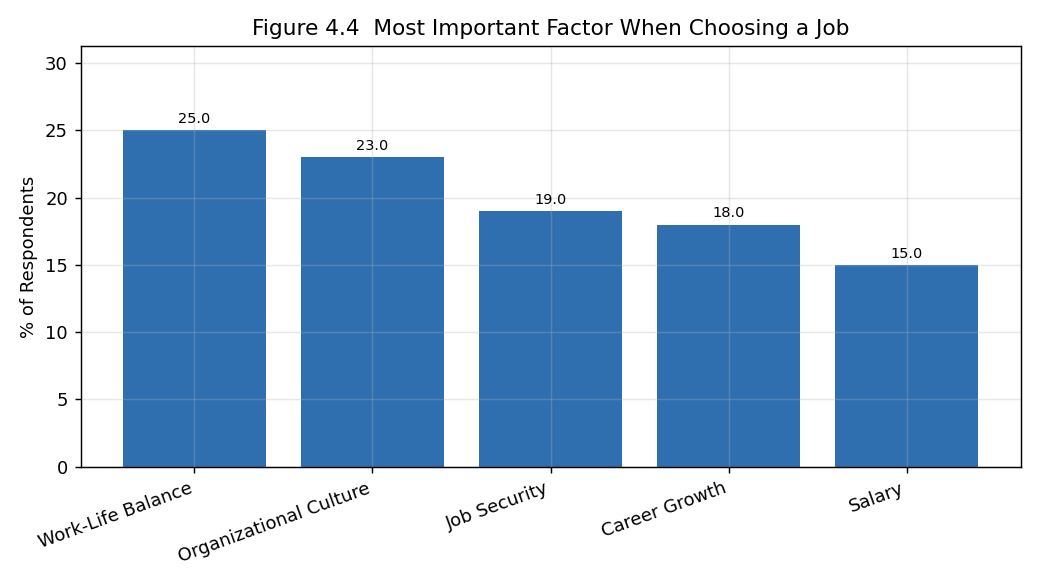 Figure 4.4  Most Important Factor When Choosing a Job
% of Respondents
30
25
20
15
10
5
0
25.0
23.0
19.0
18.0
15.0
Work-Life Balance
Organizational Culture
Job Security
Career Growth
Salary